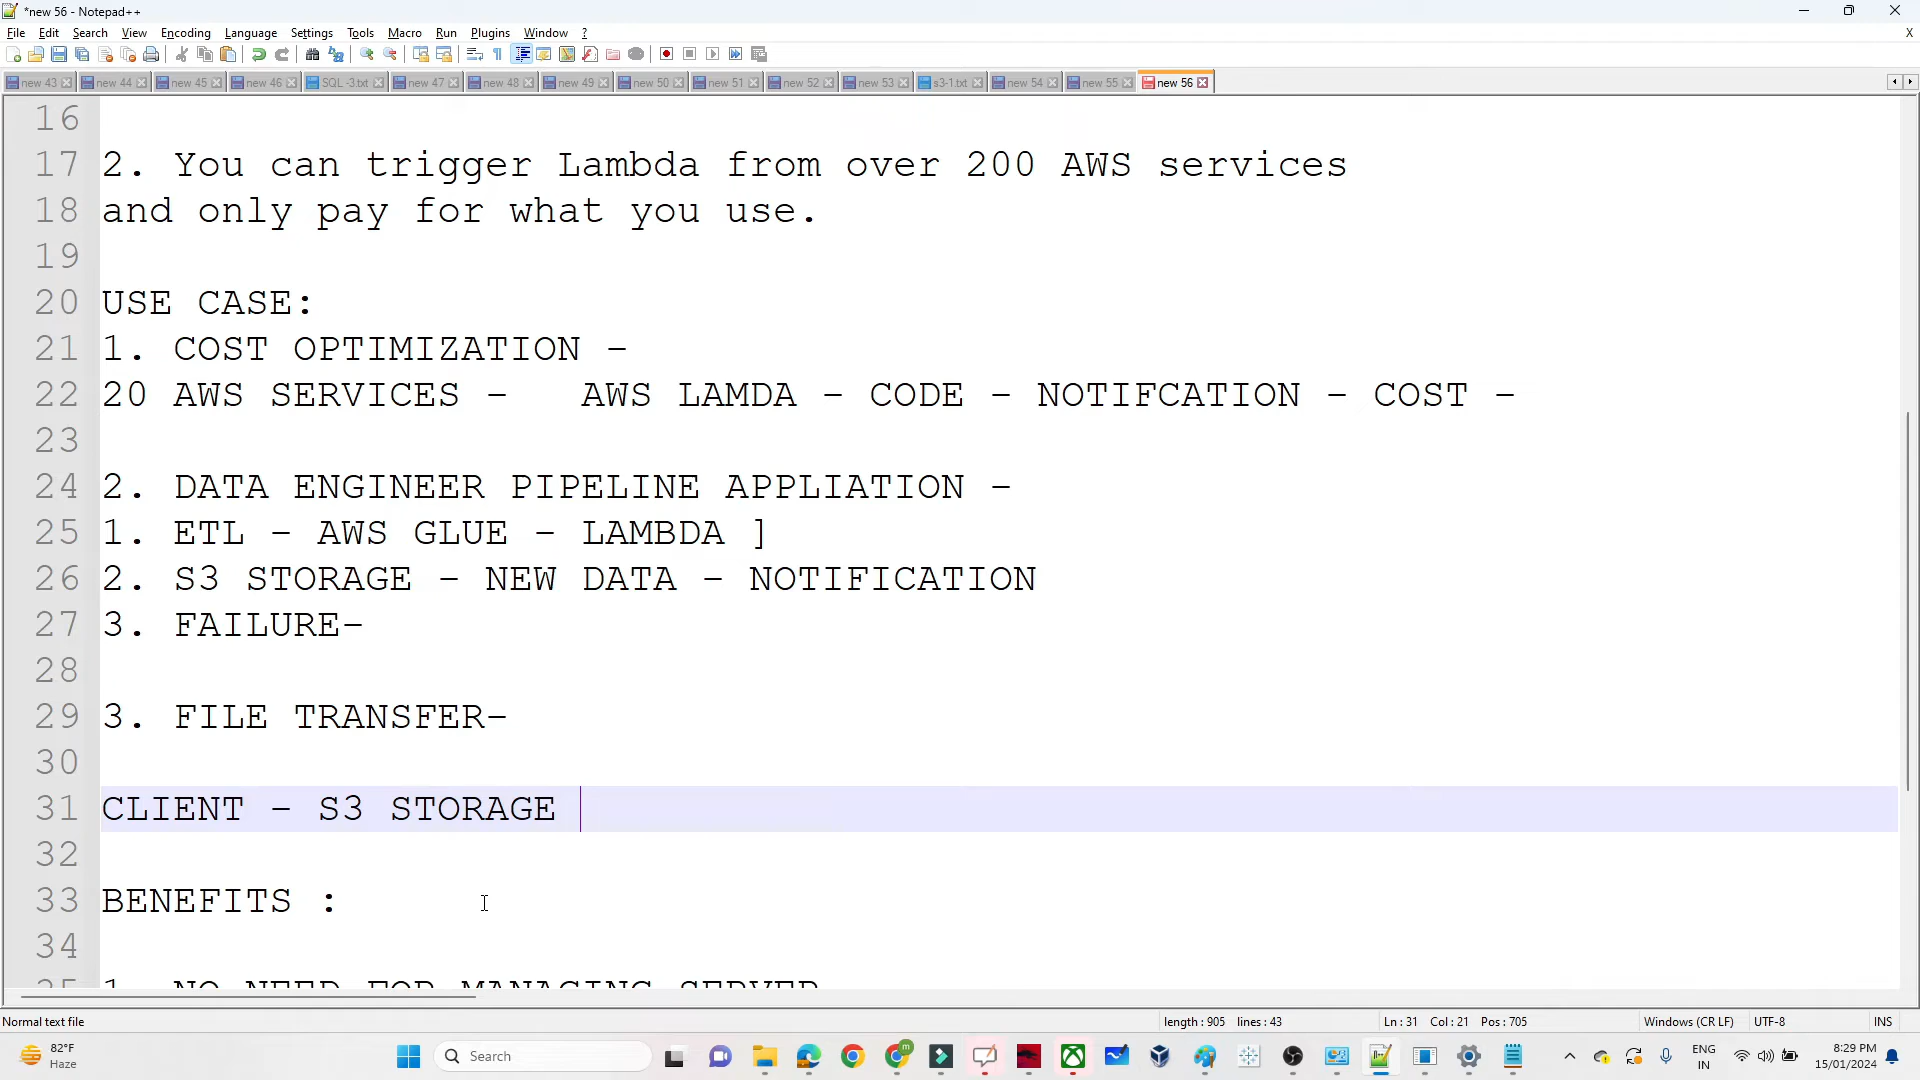 *new 56 - Notepad++
File Edit Search View Encoding Language Settings Tools Macro Run Plugins Window ? X
new 43 new 44 new 45 new 46 SQL -3.txt new 47 new 48 new 49 new 50 new 51 new 52 new 53 s3-1.txt new 54 new 55 new 56
16
17 2. You can trigger Lambda from over 200 AWS services
18 and only pay for what you use.
19
20 USE CASE:
21 1. COST OPTIMIZATION -
22 20 AWS SERVICES - AWS LAMDA - CODE - NOTIFCATION - COST -
23
24 2. DATA ENGINEER PIPELINE APPLIATION -
25 1. ETL - AWS GLUE - LAMBDA ]
26 2. S3 STORAGE - NEW DATA - NOTIFICATION
27 3. FAILURE-
28
29 3. FILE TRANSFER-
30
31 CLIENT - S3 STORAGE
32
33 BENEFITS :
34
35 1. NO NEED FOR MANAGING SERVER
Normal text file length : 905 lines : 43 Ln : 31 Col : 21 Pos : 705 Windows (CR LF) UTF-8 INS
82°F
Haze
Search
ENG
IN
8:29 PM
15/01/2024